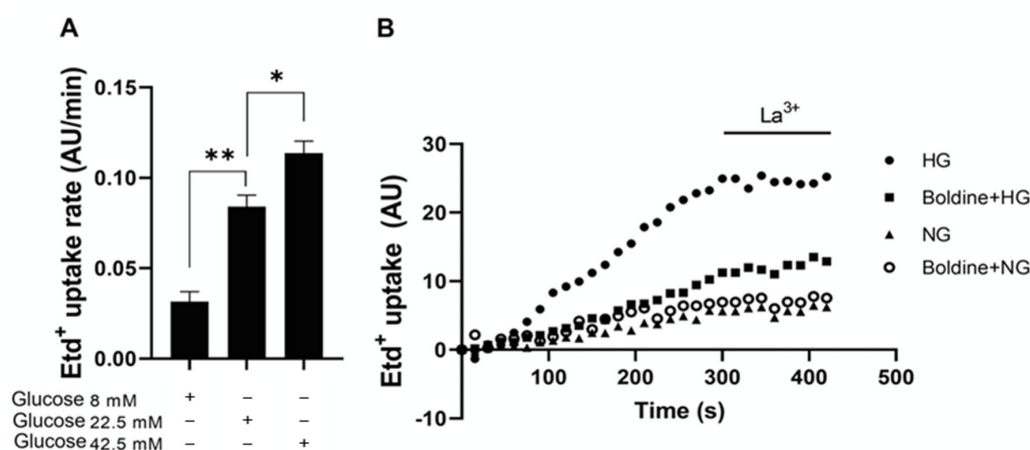 A
Etd⁺ uptake rate (AU/min)
0.15
0.10
0.05
0.00
**
*
Glucose 8 mM + – –
Glucose 22.5 mM – + –
Glucose 42.5 mM – – +
B
La³⁺
Etd⁺ uptake (AU)
30
20
10
0
-10
100 200 300 400 500
Time (s)
HG
Boldine+HG
NG
Boldine+NG